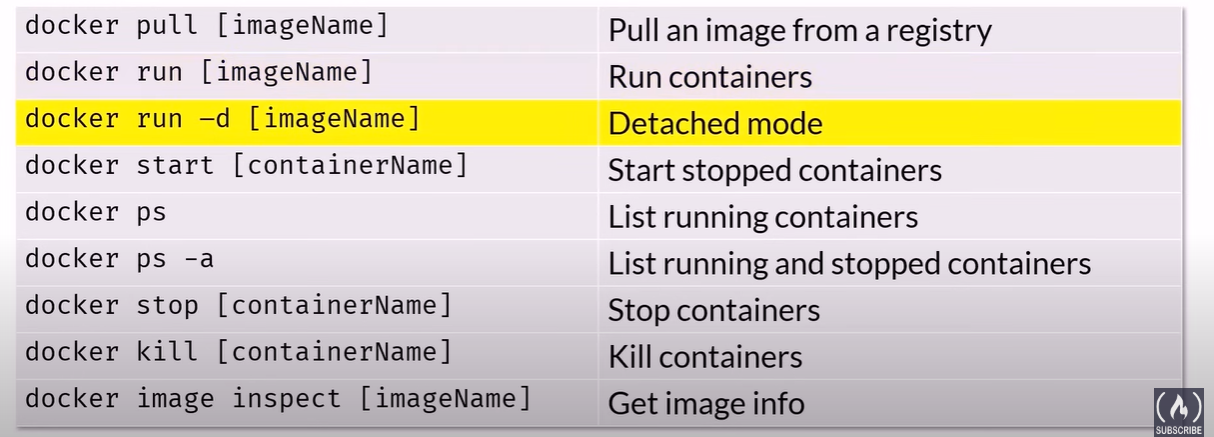 docker pull [imageName] Pull an image from a registry
docker run [imageName] Run containers
docker run –d [imageName] Detached mode
docker start [containerName] Start stopped containers
docker ps List running containers
docker ps –a List running and stopped containers
docker stop [containerName] Stop containers
docker kill [containerName] Kill containers
docker image inspect [imageName] Get image info
SUBSCRIBE